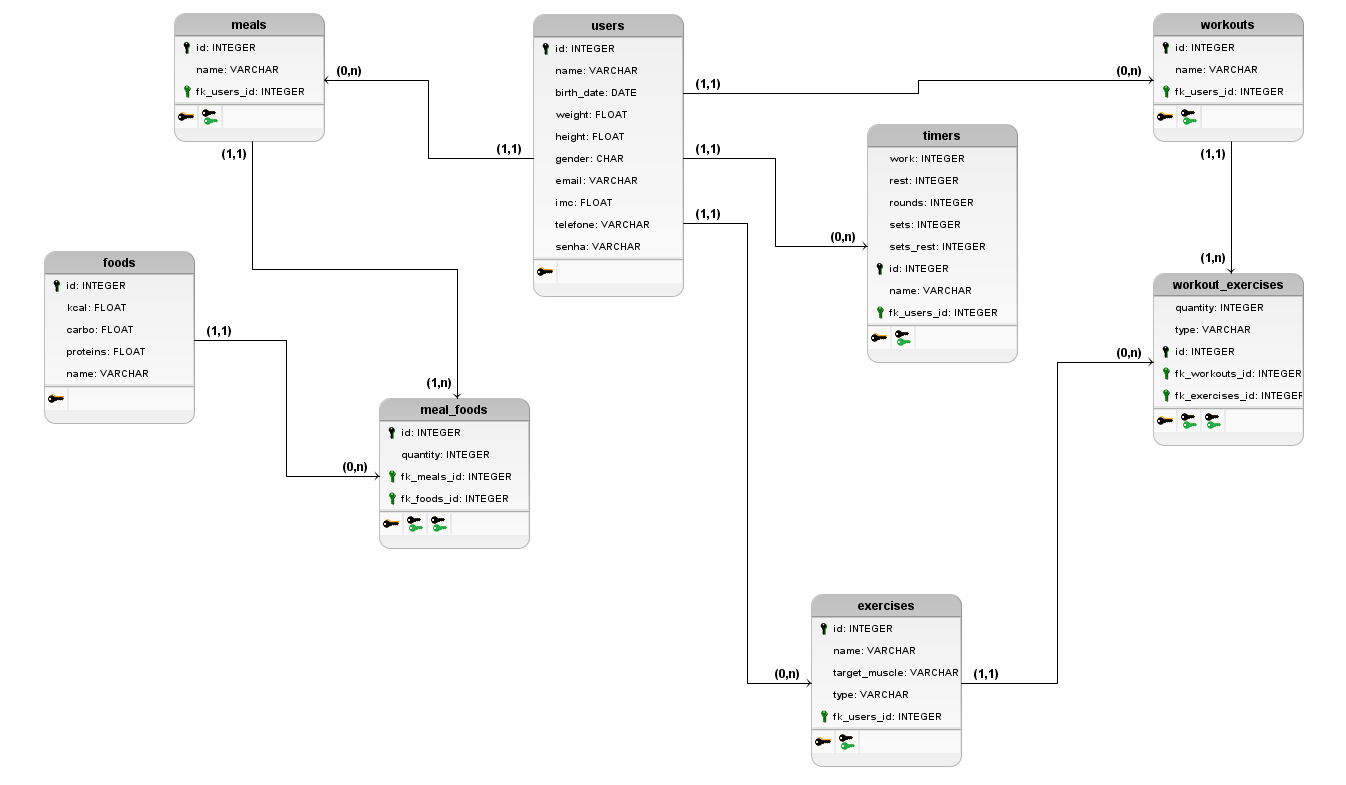 meals
id: INTEGER
name: VARCHAR
fk_users_id: INTEGER
(0,n)
(1,1)
(1,1)
users
id: INTEGER
name: VARCHAR
birth_date: DATE
weight: FLOAT
height: FLOAT
gender: CHAR
email: VARCHAR
imc: FLOAT
telefone: VARCHAR
senha: VARCHAR
(1,1)
(1,1)
(1,1)
(0,n)
workouts
id: INTEGER
name: VARCHAR
fk_users_id: INTEGER
(1,1)
(1,n)
timers
work: INTEGER
rest: INTEGER
rounds: INTEGER
sets: INTEGER
sets_rest: INTEGER
id: INTEGER
name: VARCHAR
fk_users_id: INTEGER
(0,n)
foods
id: INTEGER
kcal: FLOAT
carbo: FLOAT
proteins: FLOAT
name: VARCHAR
(1,1)
(0,n)
(1,n)
meal_foods
id: INTEGER
quantity: INTEGER
fk_meals_id: INTEGER
fk_foods_id: INTEGER
workout_exercises
quantity: INTEGER
type: VARCHAR
id: INTEGER
fk_workouts_id: INTEGER
fk_exercises_id: INTEGER
(0,n)
exercises
id: INTEGER
name: VARCHAR
target_muscle: VARCHAR
type: VARCHAR
fk_users_id: INTEGER
(0,n)
(1,1)